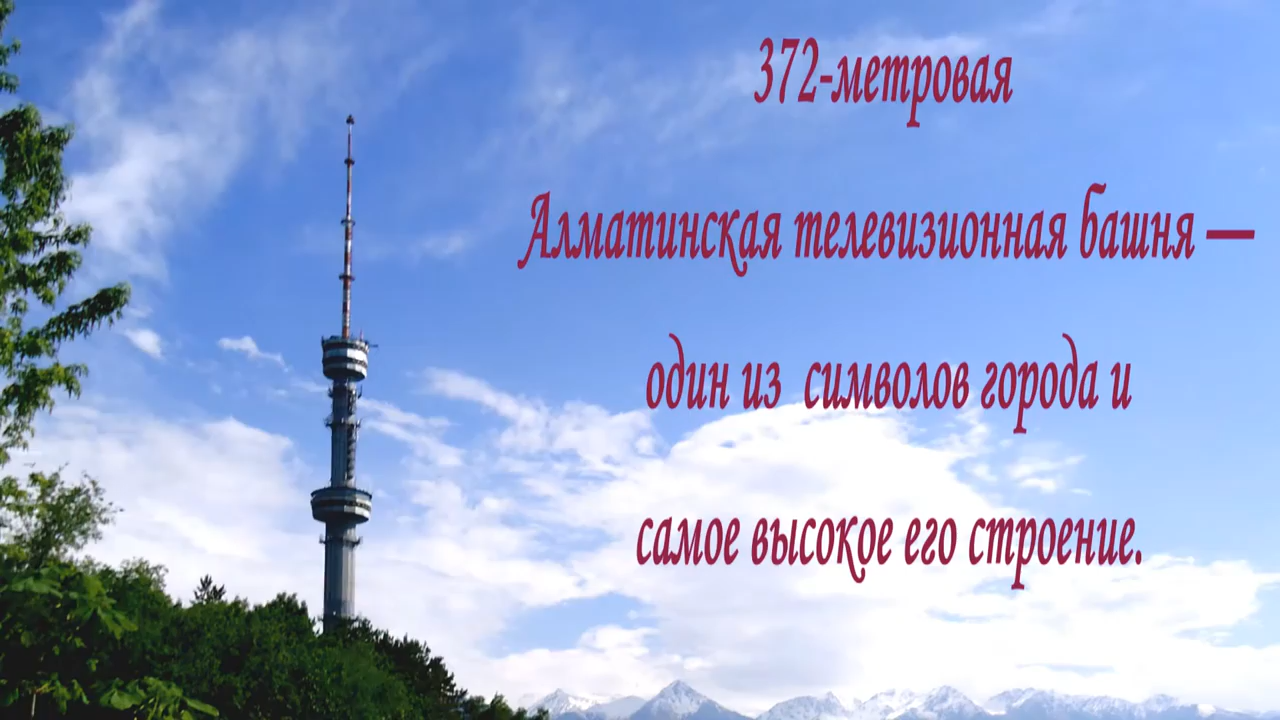 372-метровая
Алматинская телевизионная башня —
один из символов города и
самое высокое его строение.